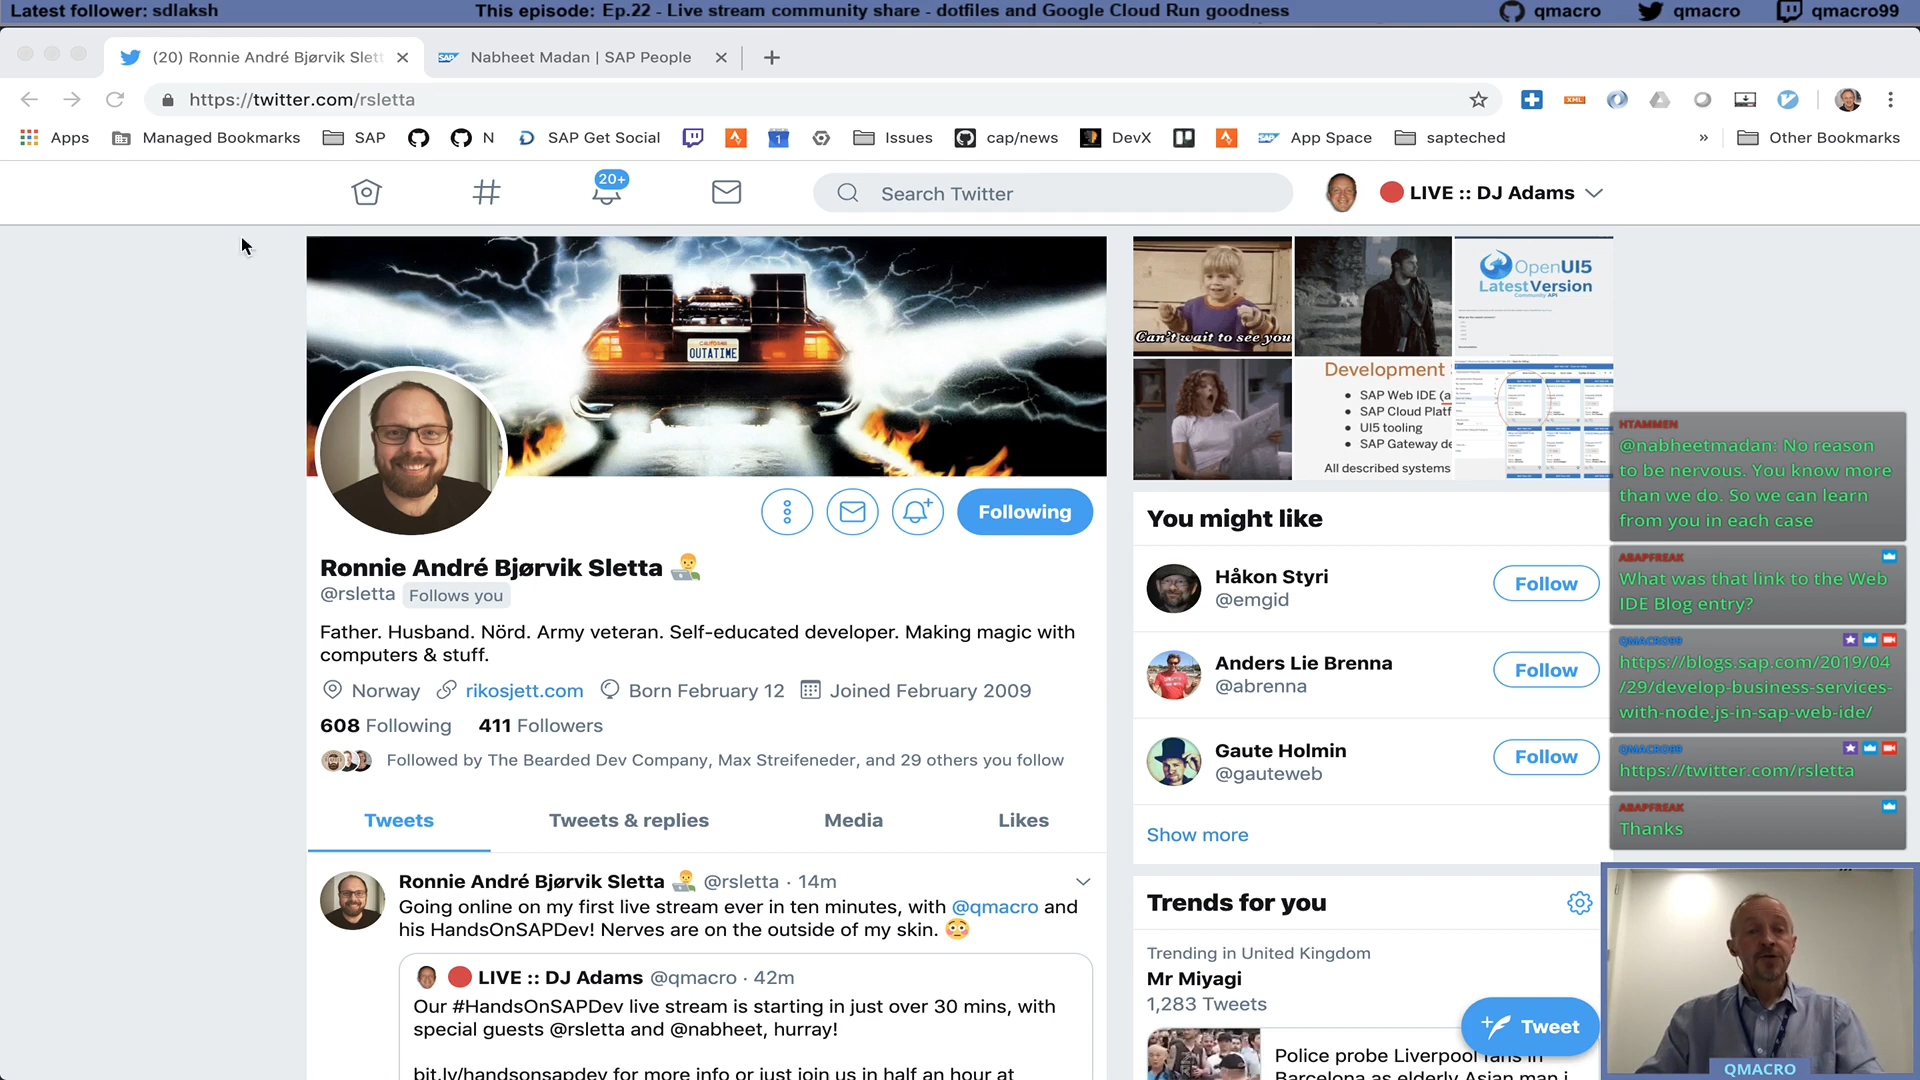 Latest follower: sdlaksh
This episode: Ep.22 - Live stream community share - dotfiles and Google Cloud Run goodness
qmacro
qmacro
qmacro99
(20) Ronnie André Bjørvik Slett
Nabheet Madan | SAP People
https://twitter.com/rsletta
Apps
Managed Bookmarks
SAP
N
SAP Get Social
Issues
cap/news
DevX
App Space
sapteched
»
Other Bookmarks
20+
Search Twitter
LIVE :: DJ Adams
CALIFORNIA
OUTATIME
Can't wait to see you
OpenUI5
LatestVersion
Community API
Development
• SAP Web IDE (a
• SAP Cloud Platf
• UI5 tooling
• SAP Gateway de
All described systems
Following
Ronnie André Bjørvik Sletta
@rsletta Follows you
Father. Husband. Nörd. Army veteran. Self-educated developer. Making magic with
computers & stuff.
Norway rikosjett.com Born February 12 Joined February 2009
608 Following 411 Followers
Followed by The Bearded Dev Company, Max Streifeneder, and 29 others you follow
Tweets
Tweets & replies
Media
Likes
Ronnie André Bjørvik Sletta @rsletta · 14m
Going online on my first live stream ever in ten minutes, with @qmacro and
his HandsOnSAPDev! Nerves are on the outside of my skin.
LIVE :: DJ Adams @qmacro · 42m
Our #HandsOnSAPDev live stream is starting in just over 30 mins, with
special guests @rsletta and @nabheet, hurray!
bit.ly/handsonsapdev for more info or just join us in half an hour at
You might like
Håkon Styri
@emgid
Follow
Anders Lie Brenna
@abrenna
Follow
Gaute Holmin
@gauteweb
Follow
Show more
Trends for you
Trending in United Kingdom
Mr Miyagi
1,283 Tweets
Police probe Liverpool fans in
Barcelona as elderly Asian man i
Tweet
HTAMMEN
@nabheetmadan: No reason
to be nervous. You know more
than we do. So we can learn
from you in each case
ABAPFREAK
What was that link to the Web
IDE Blog entry?
QMACRO99
https://blogs.sap.com/2019/04
/29/develop-business-services-
with-node.js-in-sap-web-ide/
QMACRO99
https://twitter.com/rsletta
ABAPFREAK
Thanks
QMACRO